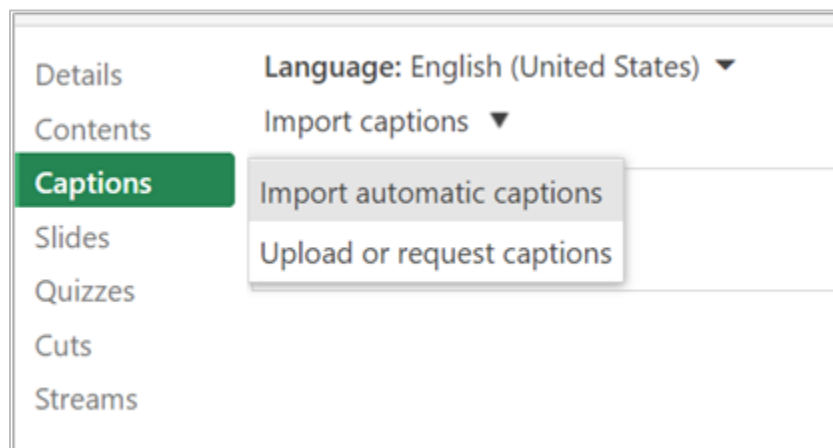 Details
Contents
Captions
Slides
Quizzes
Cuts
Streams
Language: English (United States)
Import captions
Import automatic captions
Upload or request captions